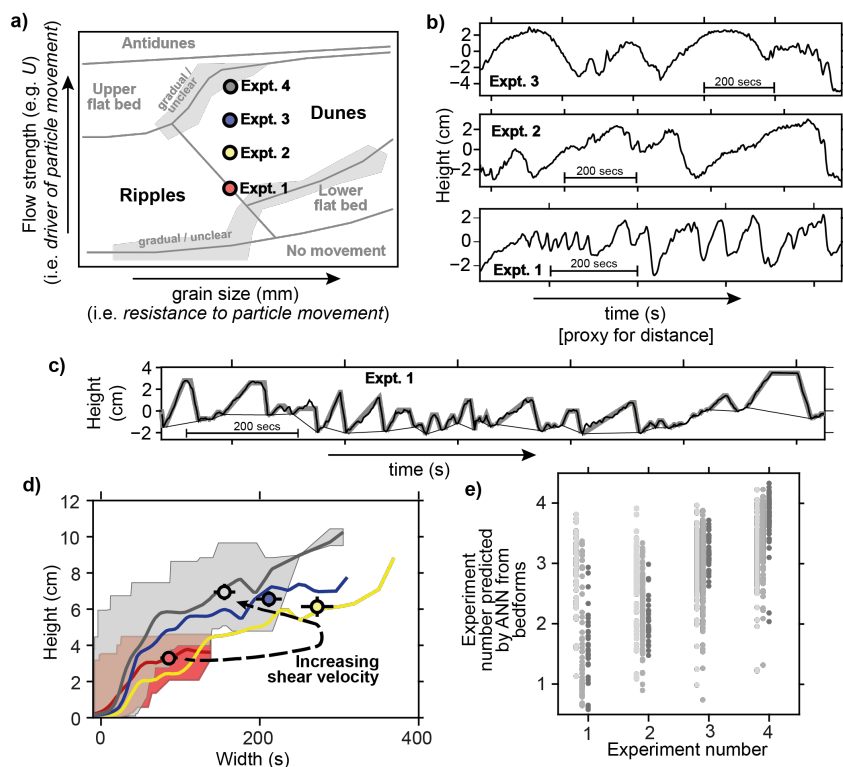 a)
Flow strength (e.g. U)
(i.e. driver of particle movement)
Antidunes
Upper
flat bed
gradual /
unclear
Expt. 4
Expt. 3
Dunes
Expt. 2
Ripples
Expt. 1
Lower
flat bed
gradual / unclear
No movement
grain size (mm)
(i.e. resistance to particle movement)
b)
Height (cm)
2
0
−2
−4
Expt. 3
200 secs
2
0
−2
Expt. 2
200 secs
2
0
−2
Expt. 1
200 secs
time (s)
[proxy for distance]
c)
Height
(cm)
4
2
0
−2
Expt. 1
200 secs
time (s)
d)
Height (cm)
12
10
8
6
4
2
0
Increasing
shear velocity
0
200
400
Width (s)
e)
Experiment
number predicted
by ANN from
bedforms
4
3
2
1
1
2
3
4
Experiment number